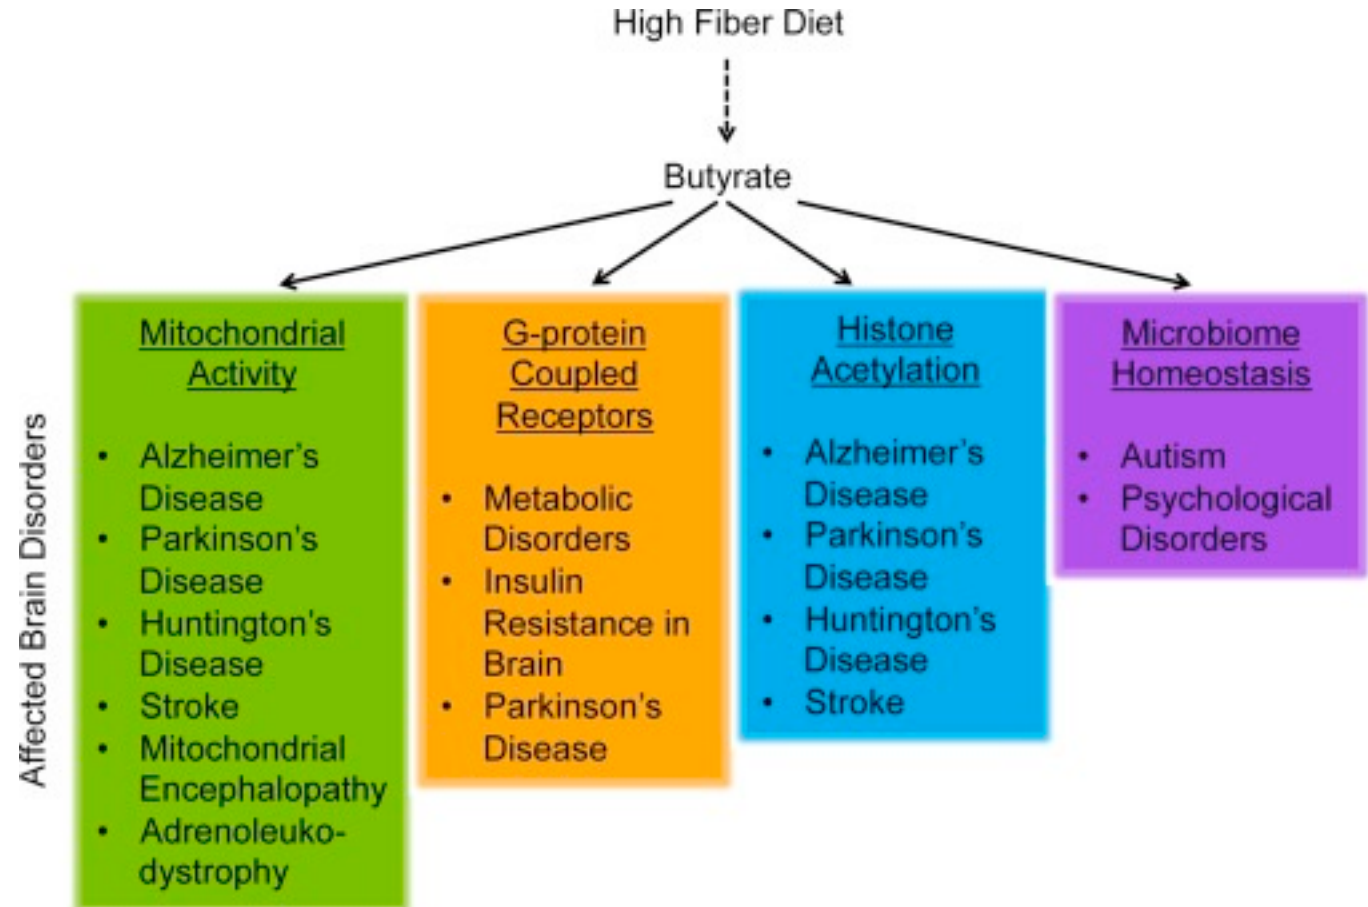 High Fiber Diet
Butyrate
Affected Brain Disorders
Mitochondrial
Activity
• Alzheimer's
Disease
• Parkinson's
Disease
• Huntington's
Disease
• Stroke
• Mitochondrial
Encephalopathy
• Adrenoleuko-
dystrophy
G-protein
Coupled
Receptors
• Metabolic
Disorders
• Insulin
Resistance in
Brain
• Parkinson's
Disease
Histone
Acetylation
• Alzheimer's
Disease
• Parkinson's
Disease
• Huntington's
Disease
• Stroke
Microbiome
Homeostasis
• Autism
• Psychological
Disorders